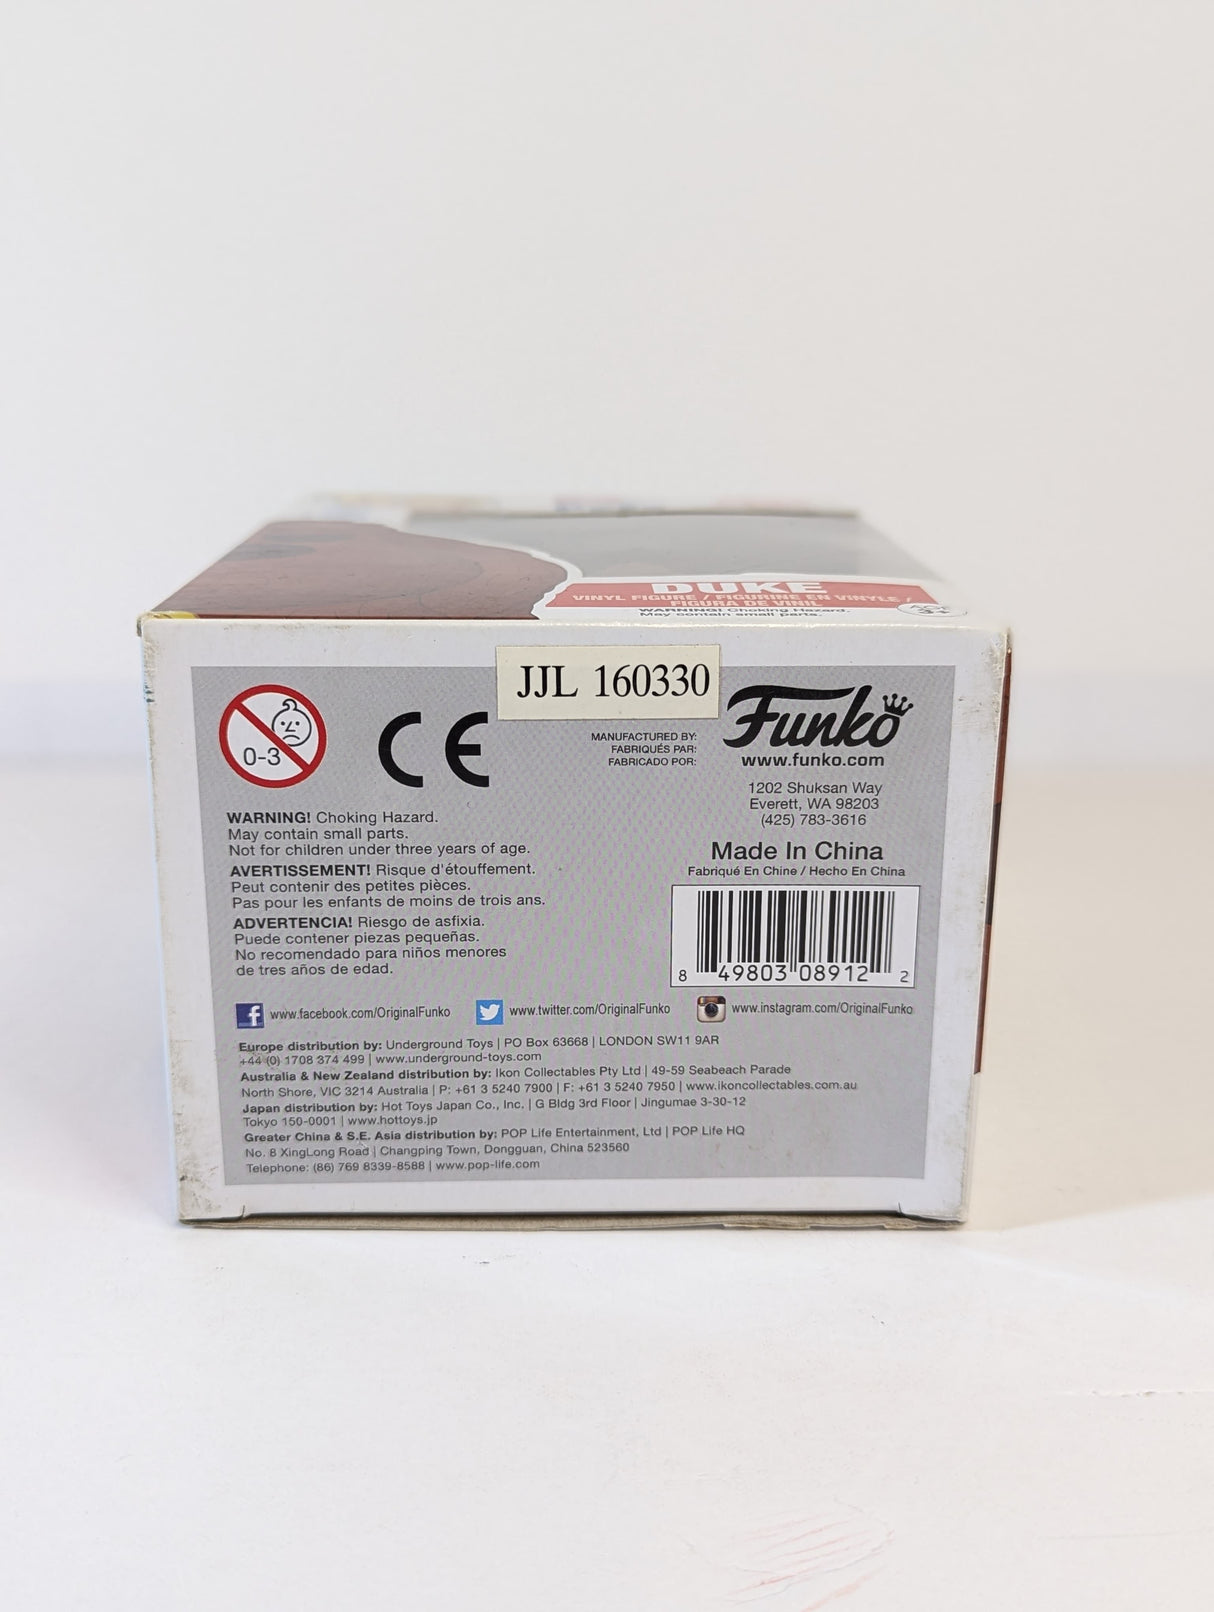 DUKE
VINYL FIGURE / FIGURINE EN VINYLE /
FIGURA DE VINIL
WARNING! Choking Hazard.
May contain small parts.
JJL 160330
0-3
CE
MANUFACTURED BY:
FABRIQUÉS PAR:
FABRICADO POR:
Funko
www.funko.com
1202 Shuksan Way
Everett, WA 98203
(425) 783-3616
Made In China
Fabriqué En Chine / Hecho En China
8 49803 08912 2
WARNING! Choking Hazard.
May contain small parts.
Not for children under three years of age.
AVERTISSEMENT! Risque d'étouffement.
Peut contenir des petites pièces.
Pas pour les enfants de moins de trois ans.
ADVERTENCIA! Riesgo de asfixia.
Puede contener piezas pequeñas.
No recomendado para niños menores
de tres años de edad.
www.facebook.com/OriginalFunko www.twitter.com/OriginalFunko www.instagram.com/OriginalFunko
Europe distribution by: Underground Toys | PO Box 63668 | LONDON SW11 9AR
+44 (0) 1708 374 499 | www.underground-toys.com
Australia & New Zealand distribution by: Ikon Collectables Pty Ltd | 49-59 Seabeach Parade
North Shore, VIC 3214 Australia | P: +61 3 5240 7900 | F: +61 3 5240 7950 | www.ikoncollectables.com.au
Japan distribution by: Hot Toys Japan Co., Inc. | G Bldg 3rd Floor | Jingumae 3-30-12
Tokyo 150-0001 | www.hottoys.jp
Greater China & S.E. Asia distribution by: POP Life Entertainment, Ltd | POP Life HQ
No. 8 XingLong Road | Changping Town, Dongguan, China 523560
Telephone: (86) 769 8339-8588 | www.pop-life.com